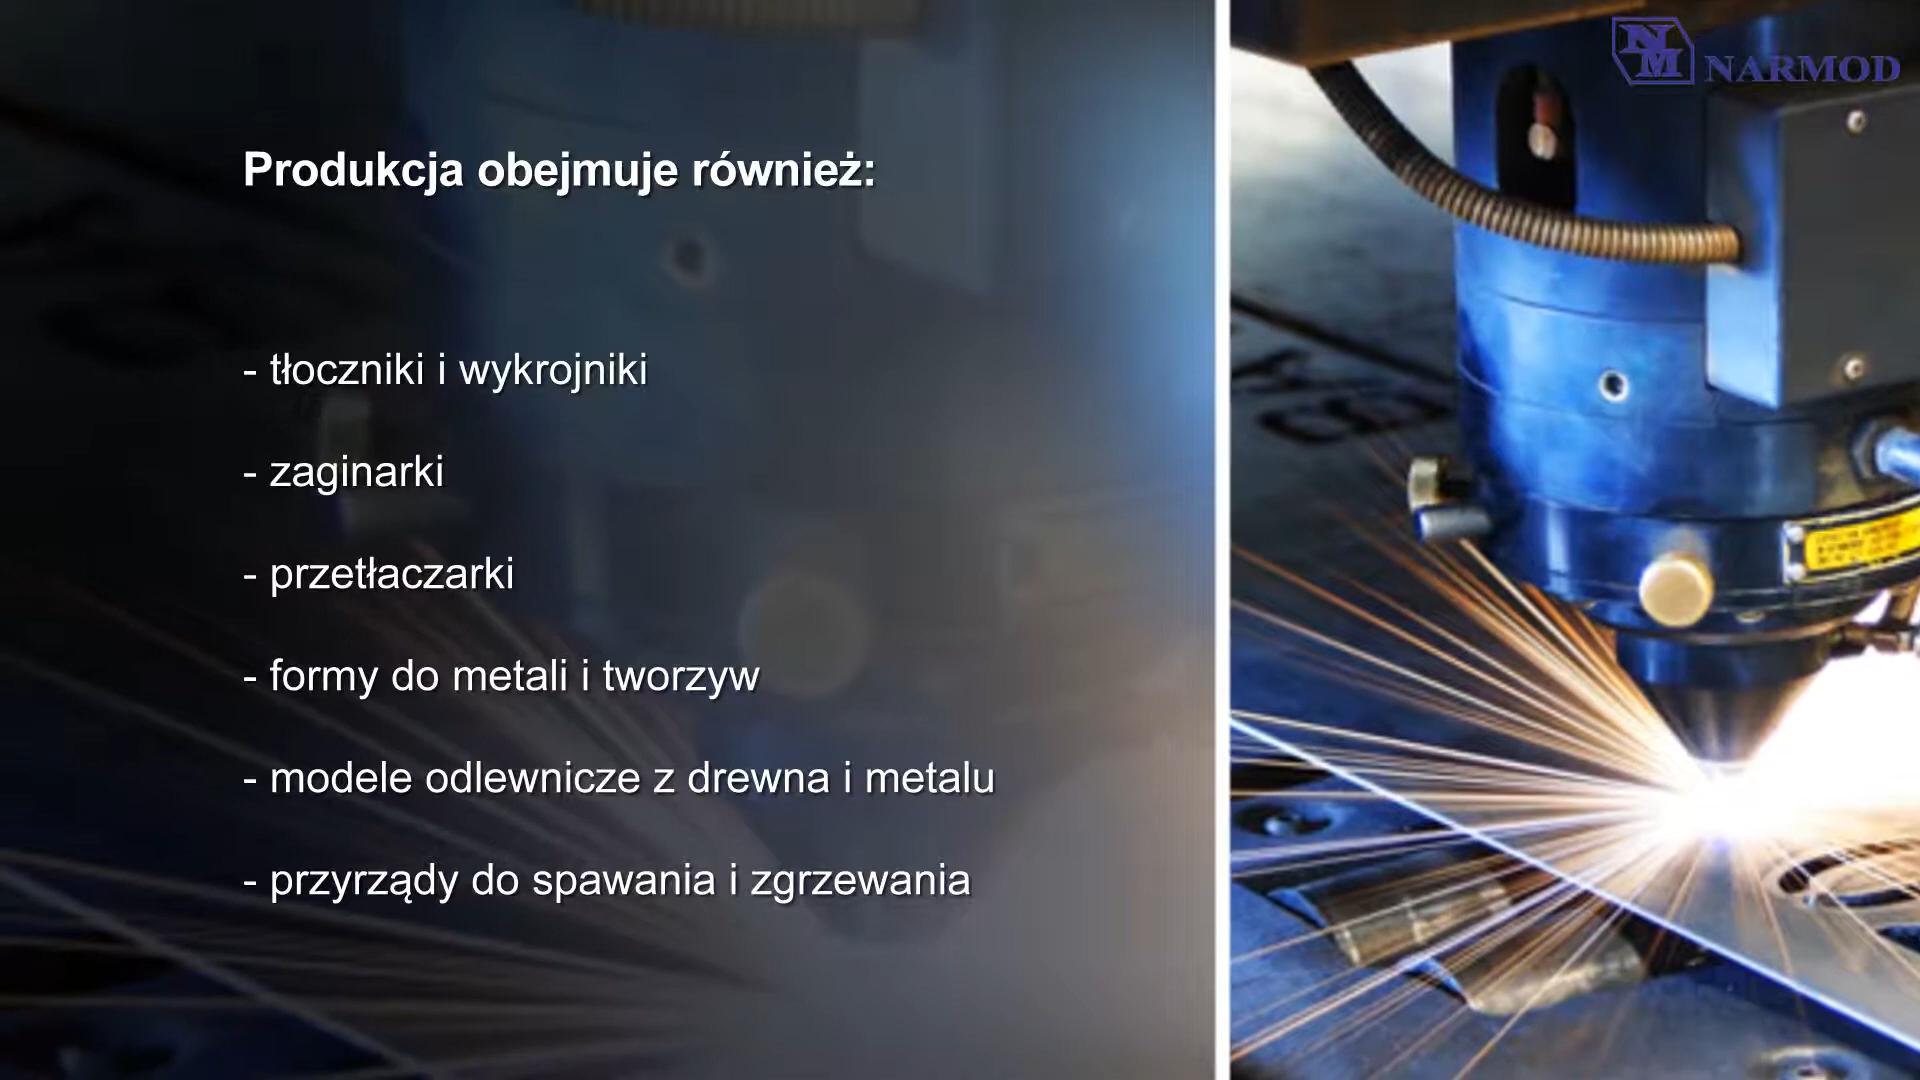 NM NARMOD
Produkcja obejmuje również:
- tłoczniki i wykrojniki
- zaginarki
- przetłaczarki
- formy do metali i tworzyw
- modele odlewnicze z drewna i metalu
- przyrządy do spawania i zgrzewania